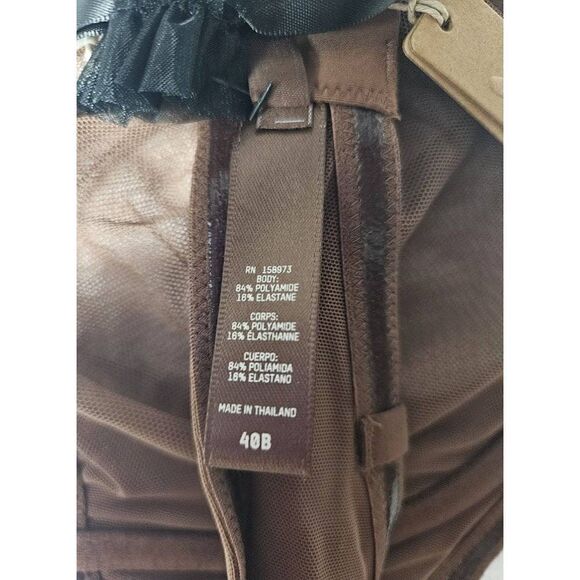 RN 158973
BODY:
84% POLYAMIDE
16% ELASTANE
CORPS:
84% POLYAMIDE
16% ÉLASTHANNE
CUERPO:
84% POLIAMIDA
16% ELASTANO
MADE IN THAILAND
40B